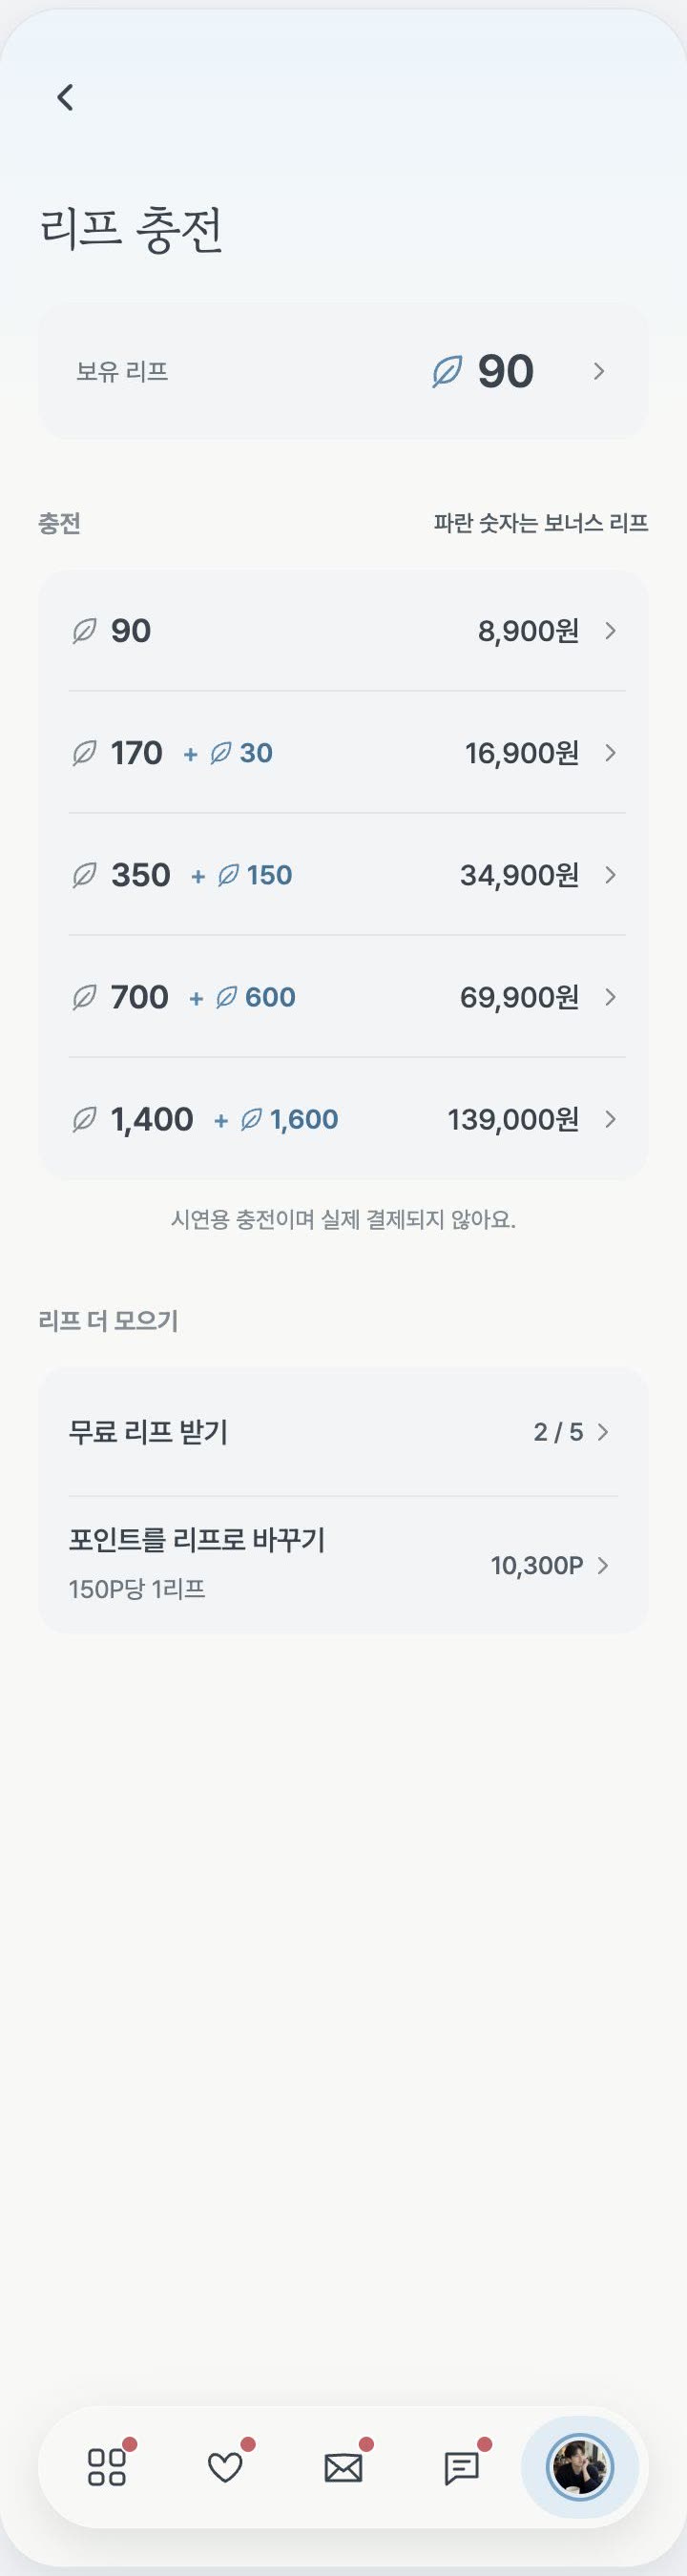 리프 충전
보유 리프 90
충전 파란 숫자는 보너스 리프
90 8,900원
170 + 30 16,900원
350 + 150 34,900원
700 + 600 69,900원
1,400 + 1,600 139,000원
시연용 충전이며 실제 결제되지 않아요.
리프 더 모으기
무료 리프 받기 2 / 5
포인트를 리프로 바꾸기
150P당 1리프
10,300P